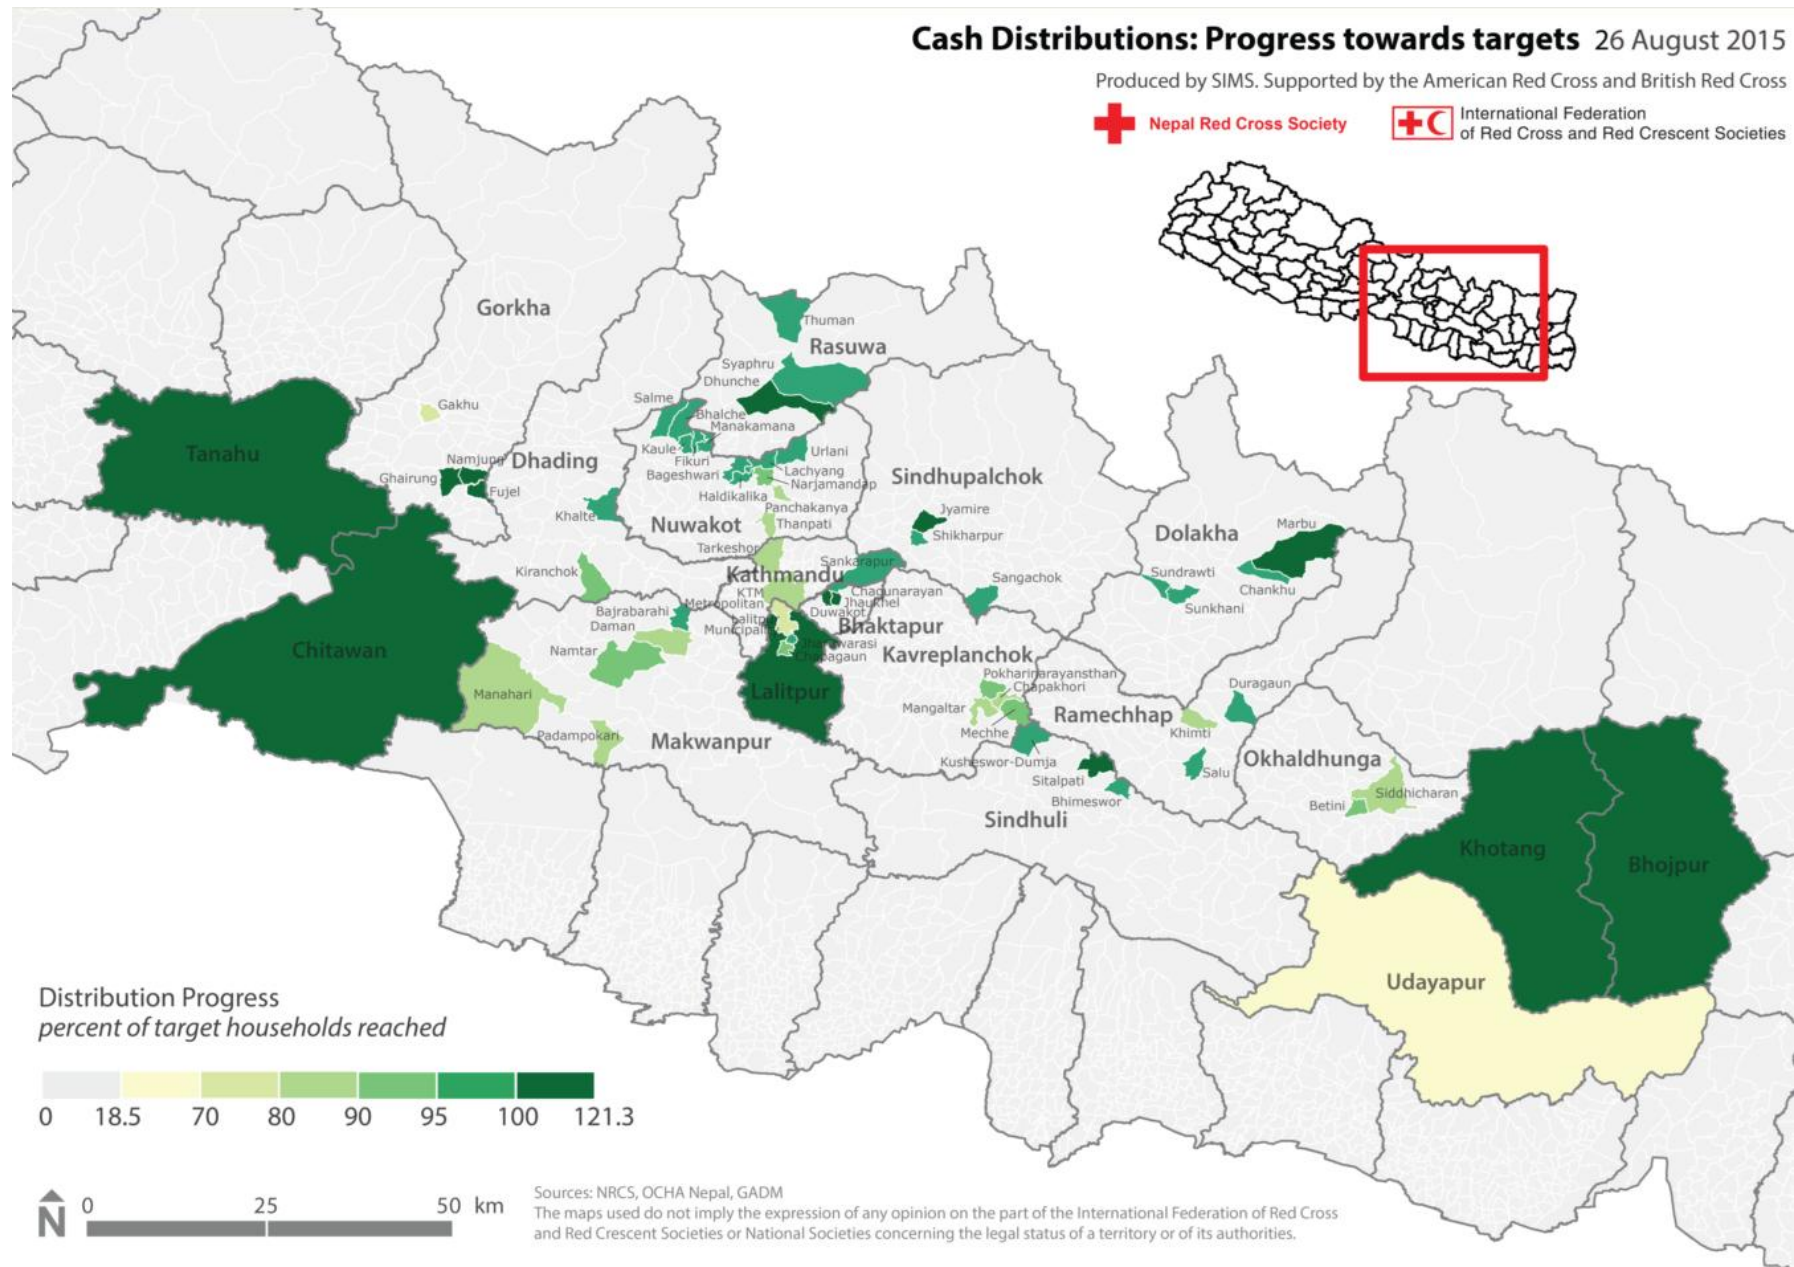 Cash Distributions: Progress towards targets 26 August 2015
Produced by SIMS. Supported by the American Red Cross and British Red Cross
Nepal Red Cross Society
International Federation
of Red Cross and Red Crescent Societies
Gorkha
Thuman
Rasuwa
Syaphru
Dhunche
Salme
Gakhu
Bhalche
Manakamana
Tanahu
Kaule
Urlani
Namjung
Dhading
Fikuri
Lachyang
Ghairung
Bageshwari
Narjamandap
Sindhupalchok
Fujel
Haldikalika
Panchakanya
Jyamire
Khalte
Nuwakot
Thanpati
Shikharpur
Dolakha
Marbu
Tarkeshor
Sankarapur
Kiranchok
Kathmandu
Sangachok
Sundrawti
Chankhu
KTM
Chagunarayan
Metropolitan
Jhaukhel
Bajrabarahi
Duwakot
Sunkhani
Daman
Municipality
Bhaktapur
Chitawan
Namtar
Chapagaun
Kavreplanchok
Pokharinarayansthan
Manahari
Lalitpur
Chapakhori
Duragaun
Mangaltar
Ramechhap
Padampokari
Makwanpur
Mechhe
Khimti
Kusheswor-Dumja
Okhaldhunga
Sitalpati
Salu
Bhimeswor
Siddhicharan
Sindhuli
Betini
Khotang
Bhojpur
Udayapur
Distribution Progress
percent of target households reached
0 18.5 70 80 90 95 100 121.3
N
0 25 50 km
Sources: NRCS, OCHA Nepal, GADM
The maps used do not imply the expression of any opinion on the part of the International Federation of Red Cross
and Red Crescent Societies or National Societies concerning the legal status of a territory or of its authorities.